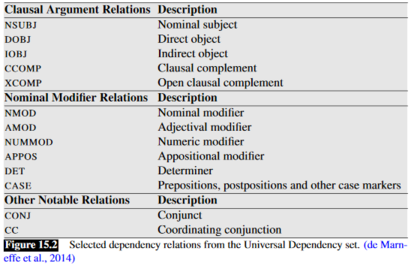 Clausal Argument Relations Description
NSUBJ Nominal subject
DOBJ Direct object
IOBJ Indirect object
CCOMP Clausal complement
XCOMP Open clausal complement
Nominal Modifier Relations Description
NMOD Nominal modifier
AMOD Adjectival modifier
NUMMOD Numeric modifier
APPOS Appositional modifier
DET Determiner
CASE Prepositions, postpositions and other case markers
Other Notable Relations Description
CONJ Conjunct
CC Coordinating conjunction
Figure 15.2 Selected dependency relations from the Universal Dependency set. (de Marn-
effe et al., 2014)